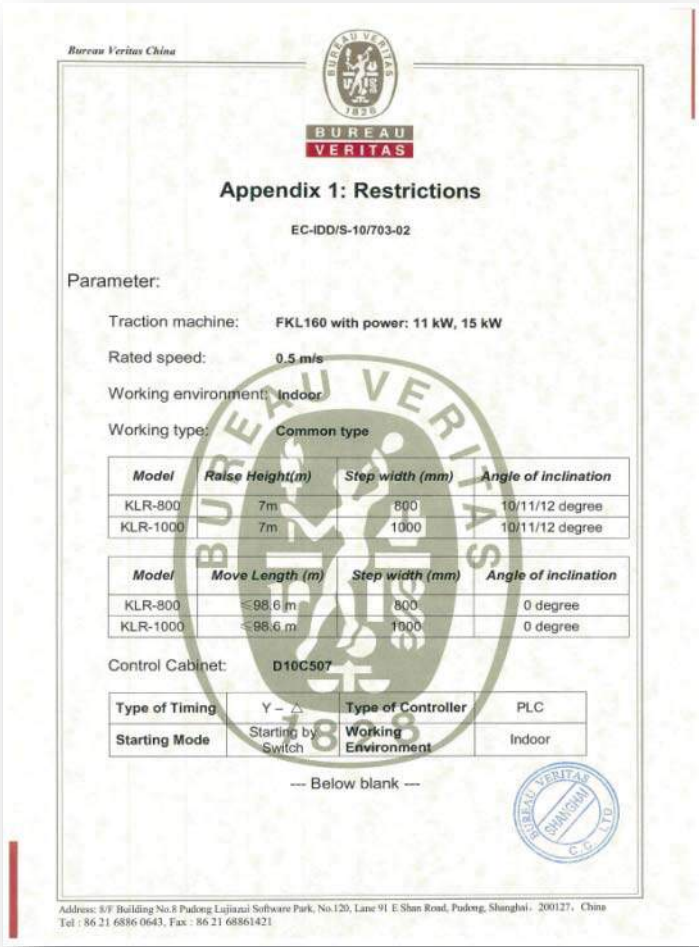 Bureau Veritas China
BUREAU VERITAS
1828
BUREAU
VERITAS
Appendix 1: Restrictions
EC-IDD/S-10/703-02
Parameter:
Traction machine: FKL160 with power: 11 kW, 15 kW
Rated speed: 0.5 m/s
Working environment: Indoor
Working type: Common type
Model Raise Height(m) Step width (mm) Angle of inclination
KLR-800 7m 800 10/11/12 degree
KLR-1000 7m 1000 10/11/12 degree
Model Move Length (m) Step width (mm) Angle of inclination
KLR-800 ≤98.6 m 800 0 degree
KLR-1000 ≤98.6 m 1000 0 degree
Control Cabinet: D10C507
Type of Timing Y – △ Type of Controller PLC
Starting Mode Starting by Switch Working Environment Indoor
BUREAU VERITAS
1828
--- Below blank ---
BUREAU VERITAS
SHANGHAI
C.C. LTD
Address: 8/F Building No.8 Pudong Lujiazui Software Park, No.120, Lane 91 E Shan Road, Pudong, Shanghai. 200127. China
Tel : 86 21 6886 0643, Fax : 86 21 68861421